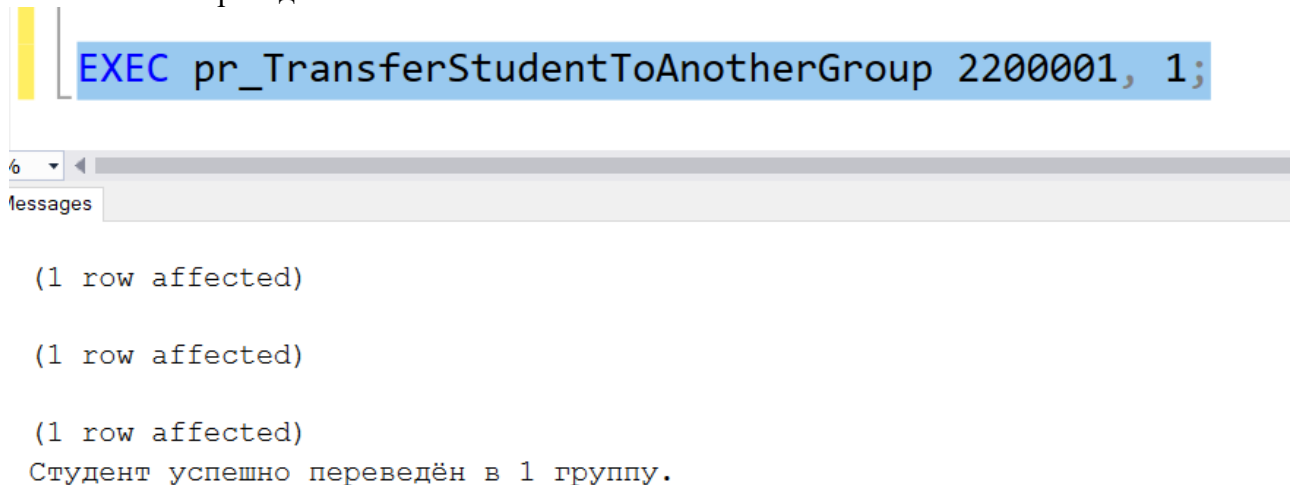 EXEC pr_TransferStudentToAnotherGroup 2200001, 1;
%
Messages
(1 row affected)
(1 row affected)
(1 row affected)
Студент успешно переведён в 1 группу.